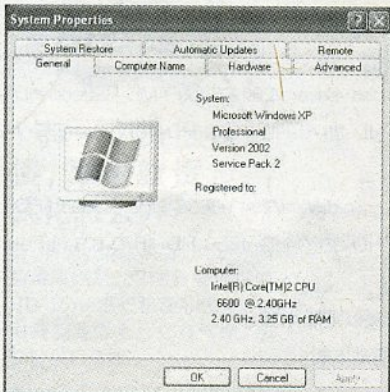 System Properties
System Restore Automatic Updates Remote
General Computer Name Hardware Advanced
System:
Microsoft Windows XP
Professional
Version 2002
Service Pack 2
Registered to:
Computer:
Intel(R) Core(TM)2 CPU
6600 @ 2.40GHz
2.40 GHz, 3.25 GB of RAM
OK Cancel Apply